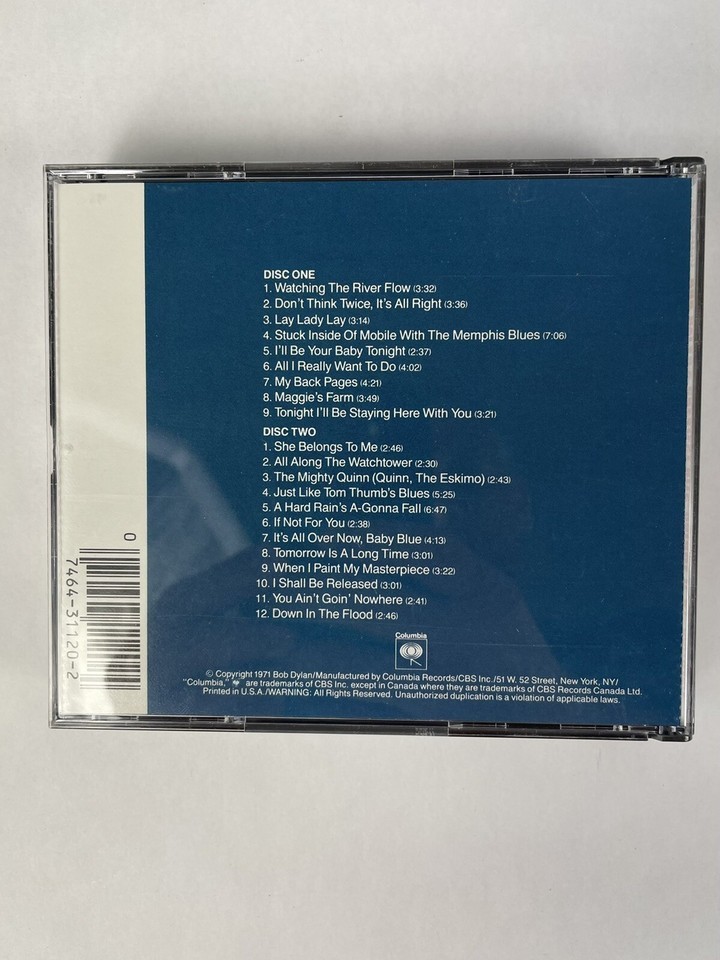 DISC ONE
1. Watching The River Flow (3:32)
2. Don't Think Twice, It's All Right (3:36)
3. Lay Lady Lay (3:14)
4. Stuck Inside Of Mobile With The Memphis Blues (7:06)
5. I'll Be Your Baby Tonight (2:37)
6. All I Really Want To Do (4:02)
7. My Back Pages (4:21)
8. Maggie's Farm (3:49)
9. Tonight I'll Be Staying Here With You (3:21)
DISC TWO
1. She Belongs To Me (2:46)
2. All Along The Watchtower (2:30)
3. The Mighty Quinn (Quinn, The Eskimo) (2:43)
4. Just Like Tom Thumb's Blues (5:25)
5. A Hard Rain's A-Gonna Fall (6:47)
6. If Not For You (2:38)
7. It's All Over Now, Baby Blue (4:13)
8. Tomorrow Is A Long Time (3:01)
9. When I Paint My Masterpiece (3:22)
10. I Shall Be Released (3:01)
11. You Ain't Goin' Nowhere (2:41)
12. Down In The Flood (2:46)
Columbia
© Copyright 1971 Bob Dylan/Manufactured by Columbia Records/CBS Inc./51 W. 52 Street, New York, NY/
"Columbia," are trademarks of CBS Inc. except in Canada where they are trademarks of CBS Records Canada Ltd.
Printed in U.S.A./WARNING: All Rights Reserved. Unauthorized duplication is a violation of applicable laws.
0
7464-31120-2